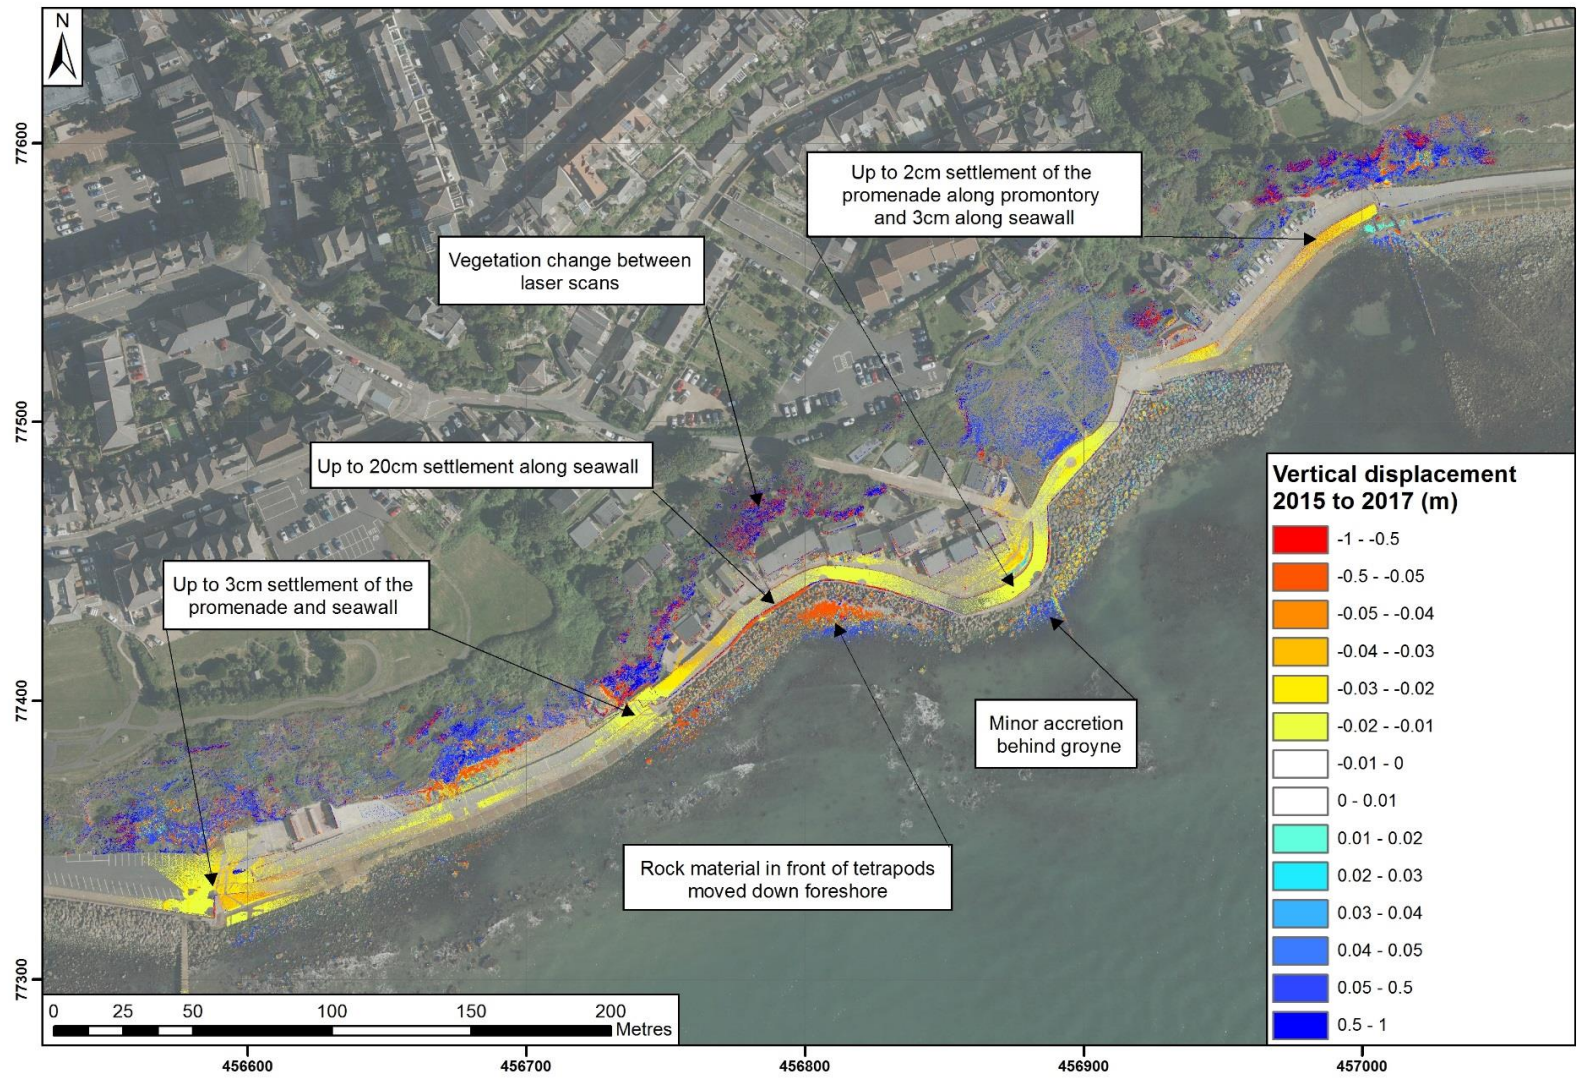 N
77600
77500
77400
77300
Up to 2cm settlement of the
promenade along promontory
and 3cm along seawall
Vegetation change between
laser scans
Up to 20cm settlement along seawall
Up to 3cm settlement of the
promenade and seawall
Minor accretion
behind groyne
Rock material in front of tetrapods
moved down foreshore
Vertical displacement
2015 to 2017 (m)
-1 - -0.5
-0.5 - -0.05
-0.05 - -0.04
-0.04 - -0.03
-0.03 - -0.02
-0.02 - -0.01
-0.01 - 0
0 - 0.01
0.01 - 0.02
0.02 - 0.03
0.03 - 0.04
0.04 - 0.05
0.05 - 0.5
0.5 - 1
0 25 50 100 150 200
Metres
456600 456700 456800 456900 457000